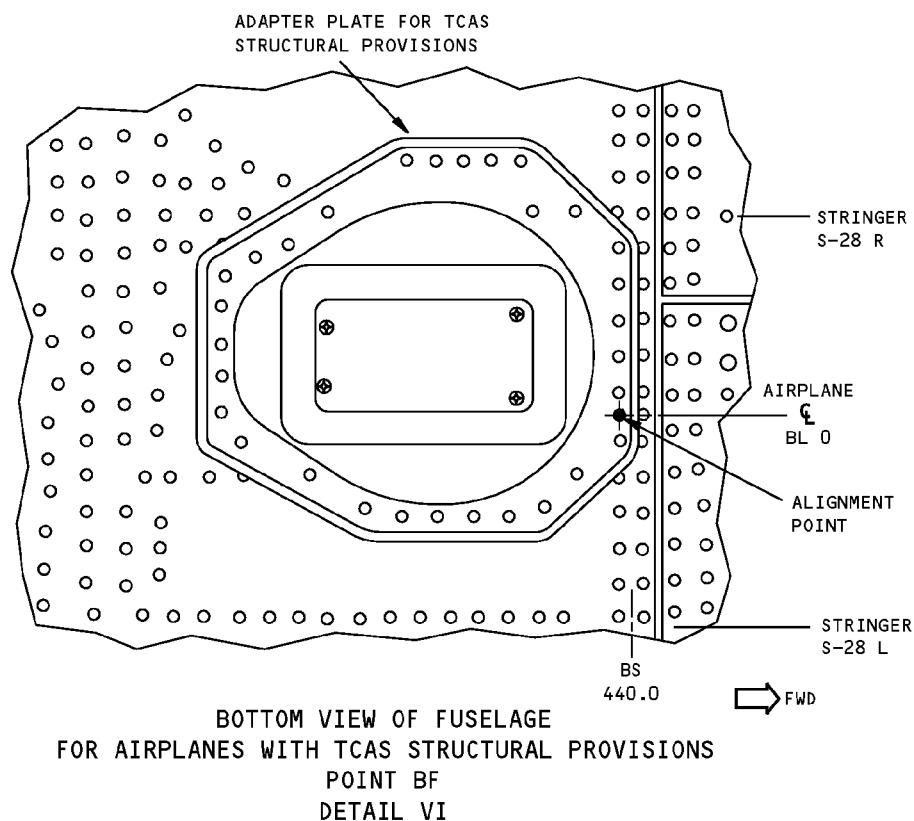 ADAPTER PLATE FOR TCAS
STRUCTURAL PROVISIONS
STRINGER
S-28 R
AIRPLANE
℄
BL 0
ALIGNMENT
POINT
STRINGER
S-28 L
BS
440.0
FWD
BOTTOM VIEW OF FUSELAGE
FOR AIRPLANES WITH TCAS STRUCTURAL PROVISIONS
POINT BF
DETAIL VI